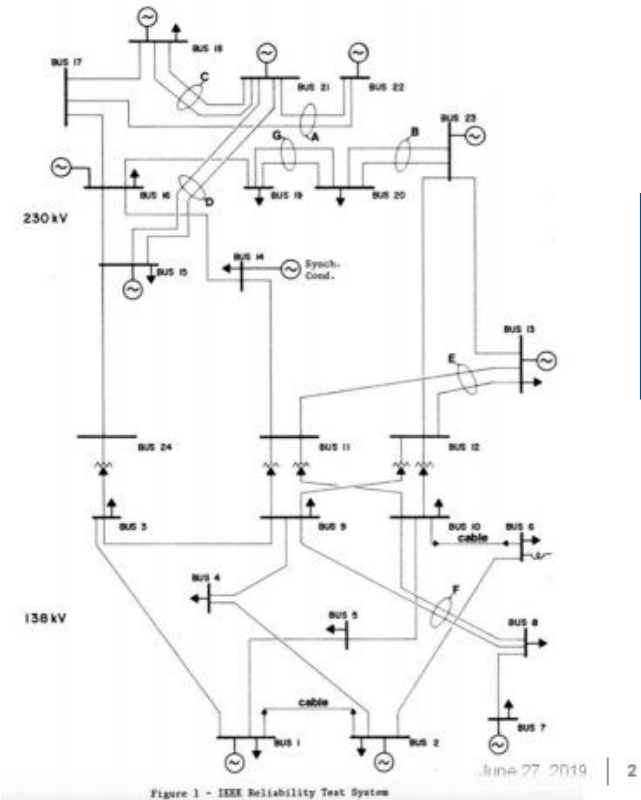 BUS 18
BUS 17
C
BUS 21
BUS 22
A
G
B
BUS 23
BUS 16
D
BUS 19
BUS 20
230 kV
BUS 15
BUS 14
Synch.
Cond.
BUS 13
E
BUS 24
BUS 11
BUS 12
BUS 3
BUS 9
BUS 10
BUS 6
cable
BUS 4
F
138 kV
BUS 5
BUS 8
cable
BUS 7
BUS 1
BUS 2
June 27, 2019 | 2
Figure 1 - IEEE Reliability Test System